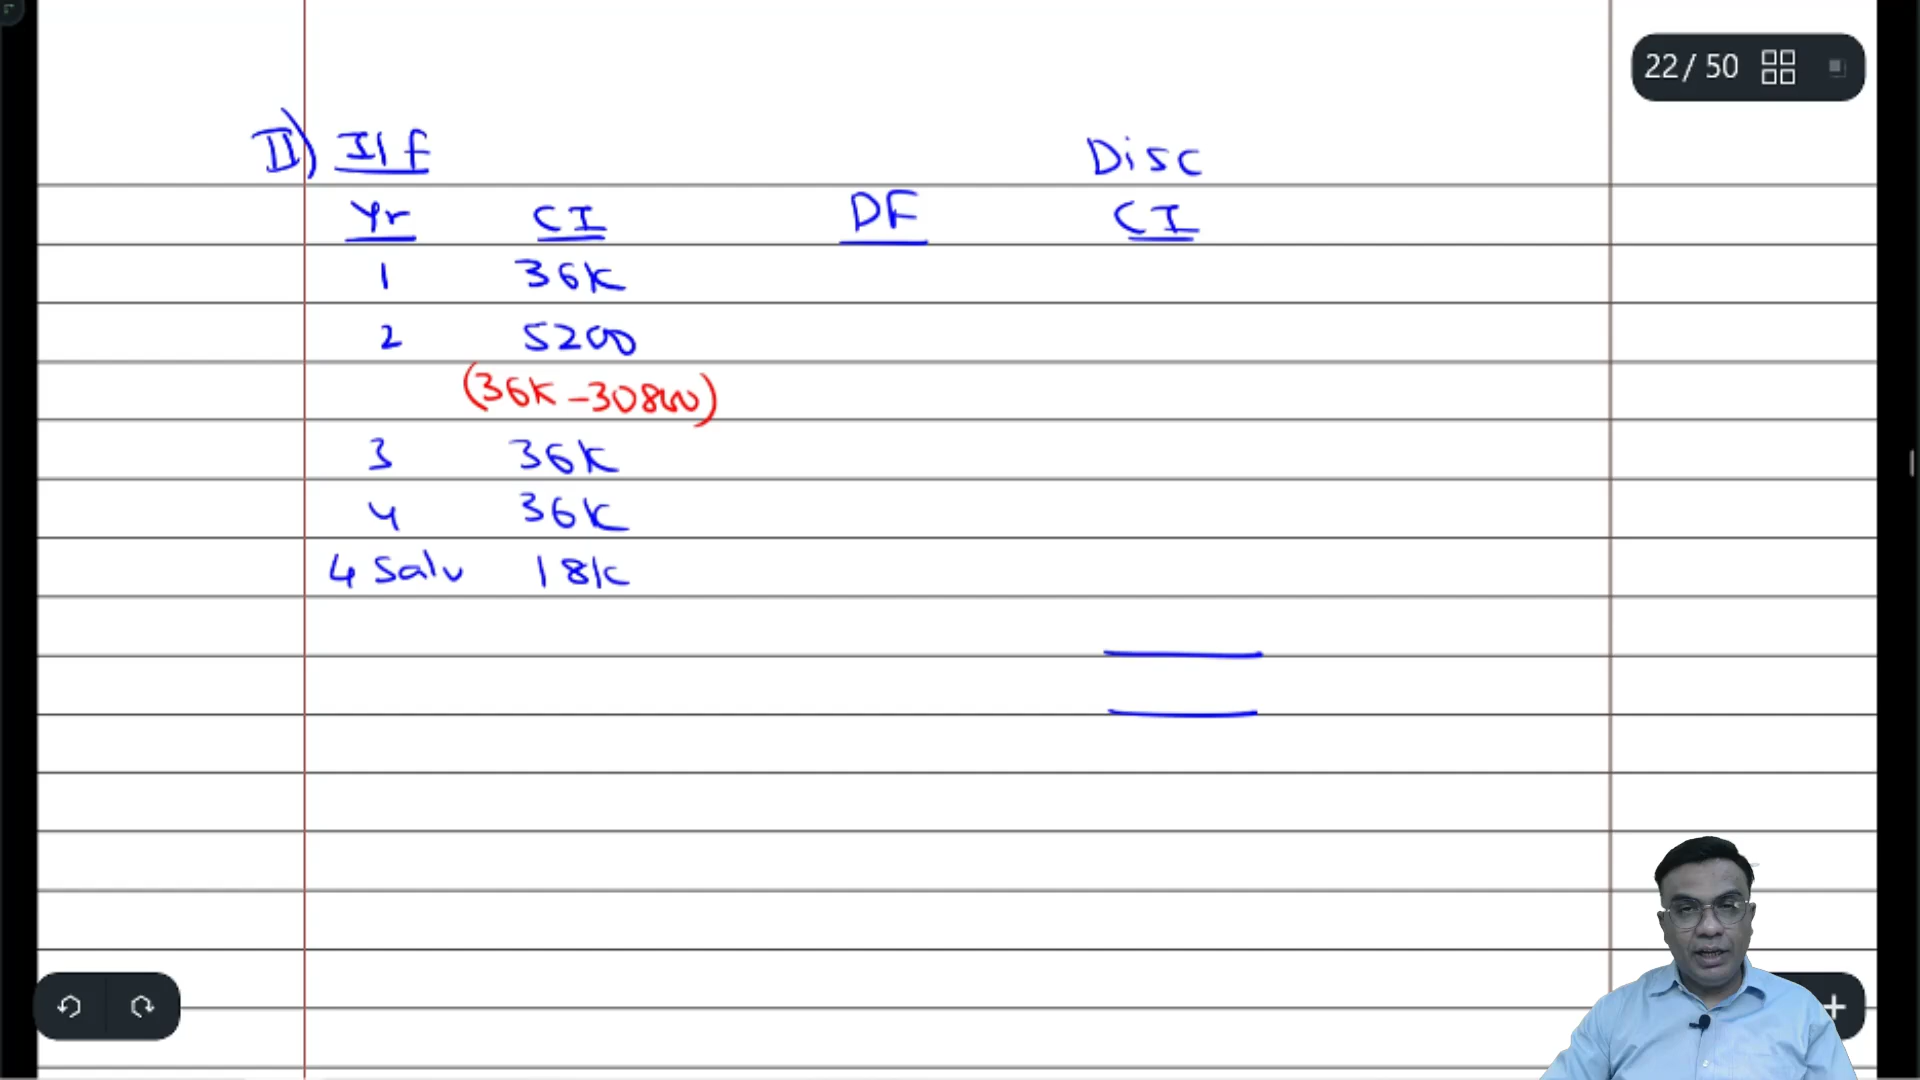 22/ 50
II) I/f Disc
Yr CI DF CI
1 36K
2 5200
(36K - 30800)
3 36K
4 36K
4 Salv 18K